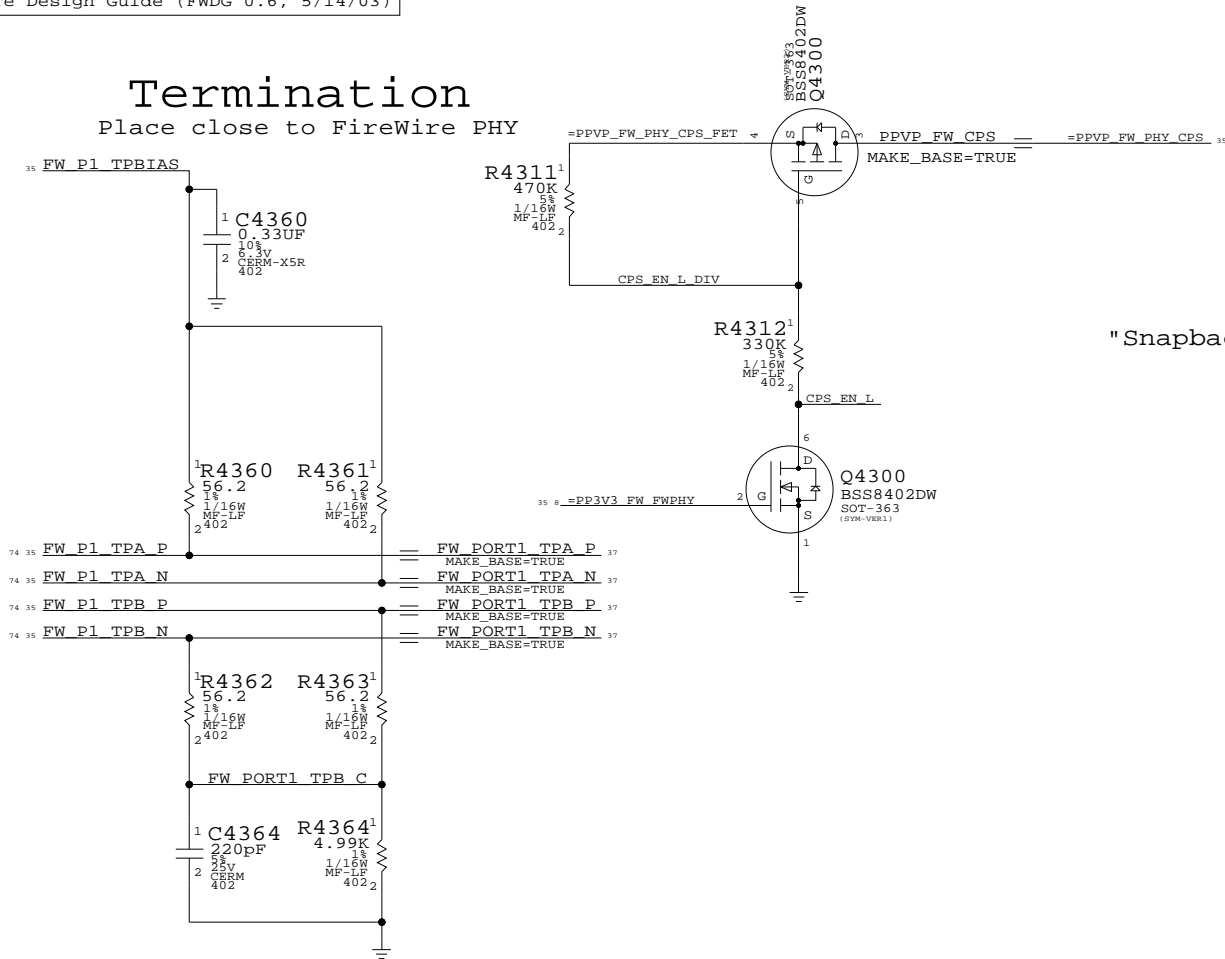 re Design Guide (FWDG 0.6, 5/14/03)
Termination
Place close to FireWire PHY
35 FW_P1_TPBIAS
1 C4360
0.33UF
10%
6.3V
2 CERM-X5R
402
1 R4360
56.2
1%
1/16W
MF-LF
2 402
R4361 1
56.2
1%
1/16W
MF-LF
402 2
74 35 FW_P1_TPA_P
FW_PORT1_TPA_P 37
MAKE_BASE=TRUE
74 35 FW_P1_TPA_N
FW_PORT1_TPA_N 37
MAKE_BASE=TRUE
74 35 FW_P1_TPB_P
FW_PORT1_TPB_P 37
MAKE_BASE=TRUE
74 35 FW_P1_TPB_N
FW_PORT1_TPB_N 37
MAKE_BASE=TRUE
1 R4362
56.2
1%
1/16W
MF-LF
2 402
R4363 1
56.2
1%
1/16W
MF-LF
402 2
FW_PORT1_TPB_C
1 C4364
220pF
5%
2 25V
CERM
402
R4364 1
4.99K
1%
1/16W
MF-LF
402 2
SOT-363
BSS8402DW
Q4300
=PPVP_FW_PHY_CPS_FET 4 S D 3 PPVP_FW_CPS =PPVP_FW_PHY_CPS 35
MAKE_BASE=TRUE
G
5
R4311 1
470K
5%
1/16W
MF-LF
402 2
CPS_EN_L_DIV
R4312 1
330K
5%
1/16W
MF-LF
402 2
CPS_EN_L
6
D
35 8 =PP3V3_FW_FWPHY 2 G
S
1
Q4300
BSS8402DW
SOT-363
(SYM-VER1)
"Snapba